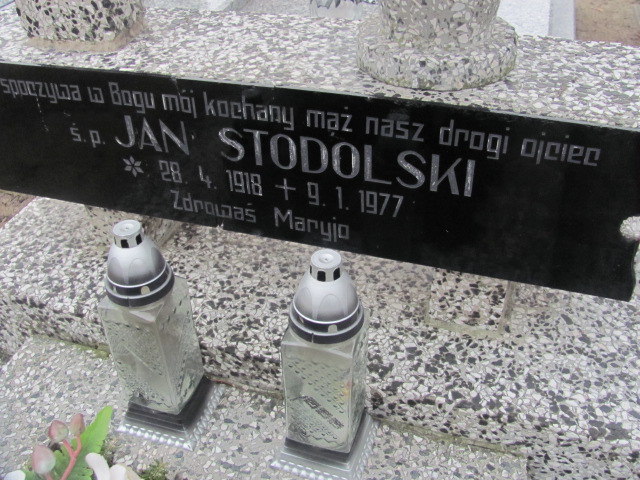 spoczywa w Bogu mój kochany mąż nasz drogi ojciec
ś.p. JAN STODOLSKI
* 28. 4. 1918 + 9. 1. 1977
Zdrowaś Maryjo